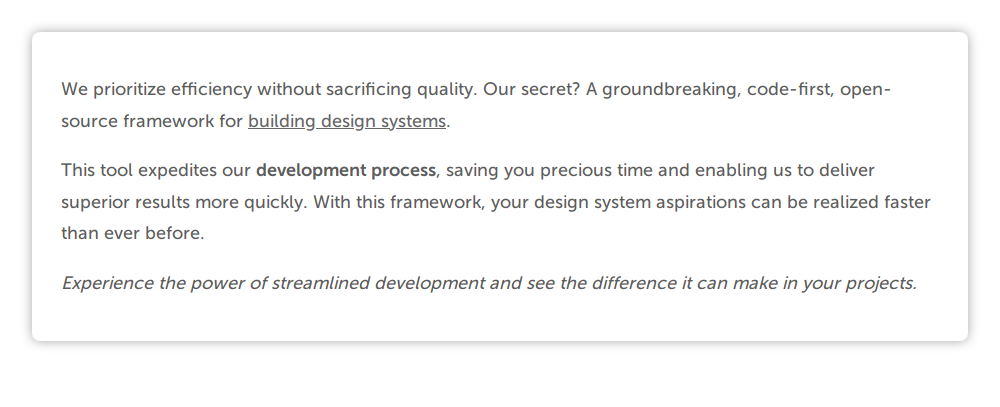 We prioritize efficiency without sacrificing quality. Our secret? A groundbreaking, code-first, open-
source framework for building design systems.
This tool expedites our development process, saving you precious time and enabling us to deliver
superior results more quickly. With this framework, your design system aspirations can be realized faster
than ever before.
Experience the power of streamlined development and see the difference it can make in your projects.